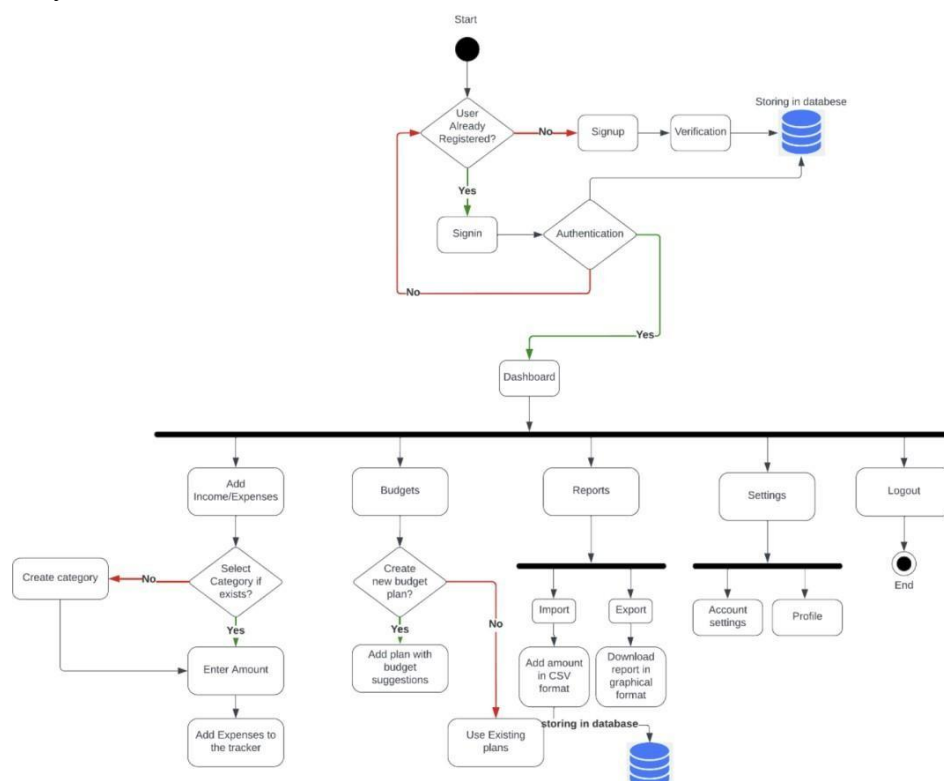 Start
User
Already
Registered?
No
Signup
Verification
Storing in databese
Yes
Signin
Authentication
No
Yes
Dashboard
Add
Income/Expenses
Budgets
Reports
Settings
Logout
Create category
No
Select
Category if
exists?
Create
new budget
plan?
End
Import
Export
Account
settings
Profile
Yes
Yes
No
Enter Amount
Add plan with
budget
suggestions
Add amount
in CSV
format
Download
report in
graphical
format
Add Expenses to
the tracker
Use Existing
plans
storing in database